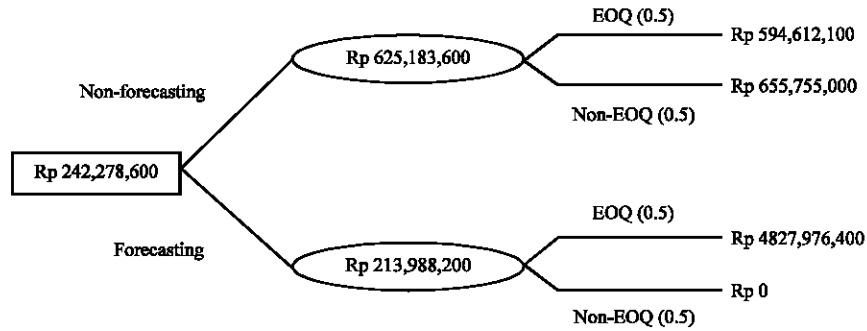 EOQ (0.5)
Rp 594,612,100
Rp 625,183,600
Rp 655,755,000
Non-forecasting
Non-EOQ (0.5)
Rp 242,278,600
EOQ (0.5)
Forecasting
Rp 4827,976,400
Rp 213,988,200
Rp 0
Non-EOQ (0.5)